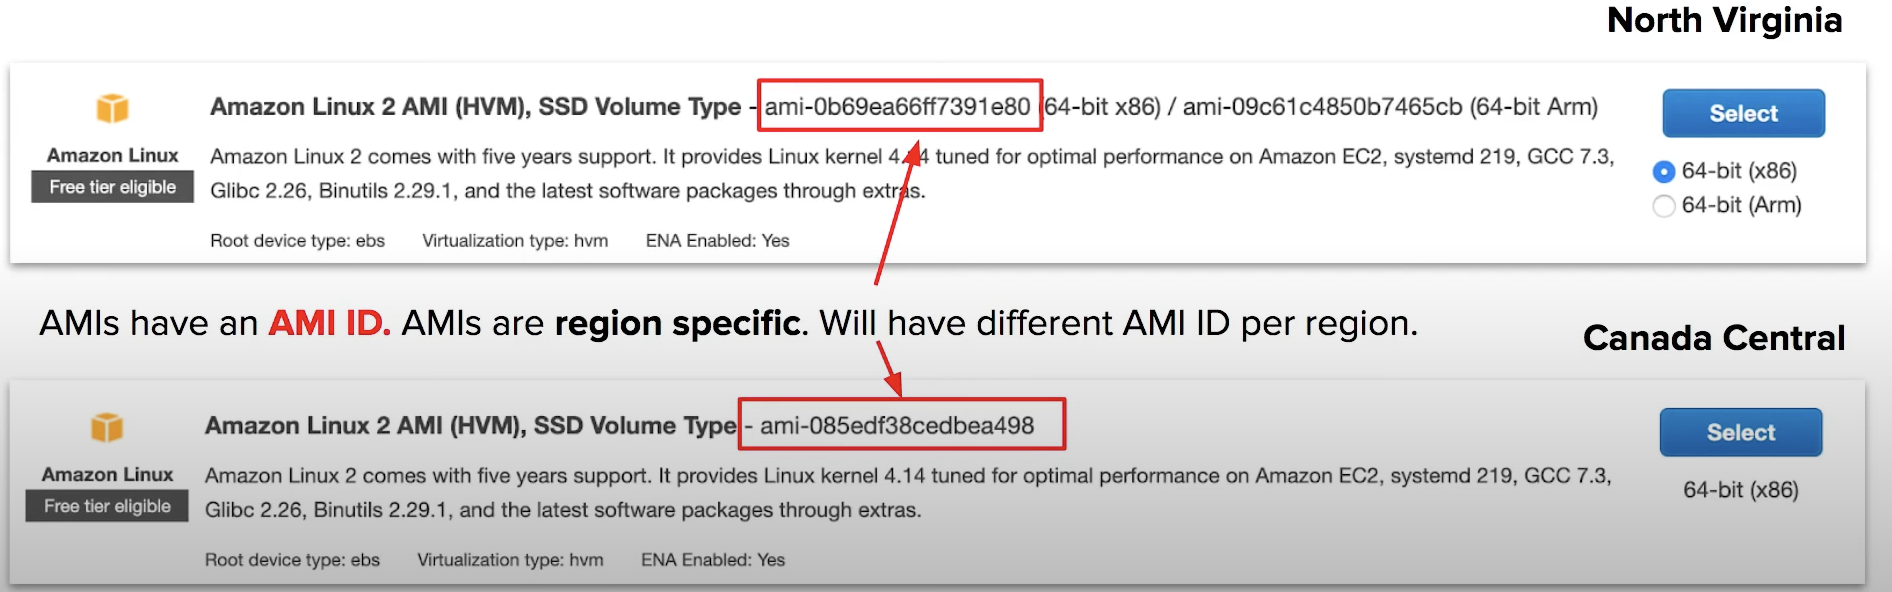 North Virginia
Amazon Linux 2 AMI (HVM), SSD Volume Type - ami-0b69ea66ff7391e80 (64-bit x86) / ami-09c61c4850b7465cb (64-bit Arm)
Select
Amazon Linux
Free tier eligible
Amazon Linux 2 comes with five years support. It provides Linux kernel 4.14 tuned for optimal performance on Amazon EC2, systemd 219, GCC 7.3,
Glibc 2.26, Binutils 2.29.1, and the latest software packages through extras.
64-bit (x86)
64-bit (Arm)
Root device type: ebs Virtualization type: hvm ENA Enabled: Yes
AMIs have an AMI ID. AMIs are region specific. Will have different AMI ID per region.
Canada Central
Amazon Linux 2 AMI (HVM), SSD Volume Type - ami-085edf38cedbea498
Select
Amazon Linux
Free tier eligible
Amazon Linux 2 comes with five years support. It provides Linux kernel 4.14 tuned for optimal performance on Amazon EC2, systemd 219, GCC 7.3,
Glibc 2.26, Binutils 2.29.1, and the latest software packages through extras.
64-bit (x86)
Root device type: ebs Virtualization type: hvm ENA Enabled: Yes